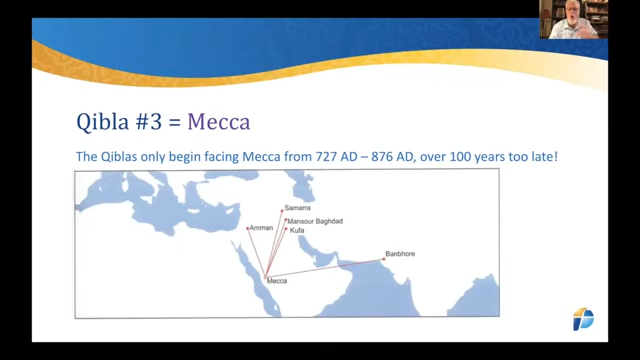 Qibla #3 = Mecca
The Qiblas only begin facing Mecca from 727 AD – 876 AD, over 100 years too late!
Samarra
Mansour Baghdad
Amman
Kufa
Banbhore
Mecca